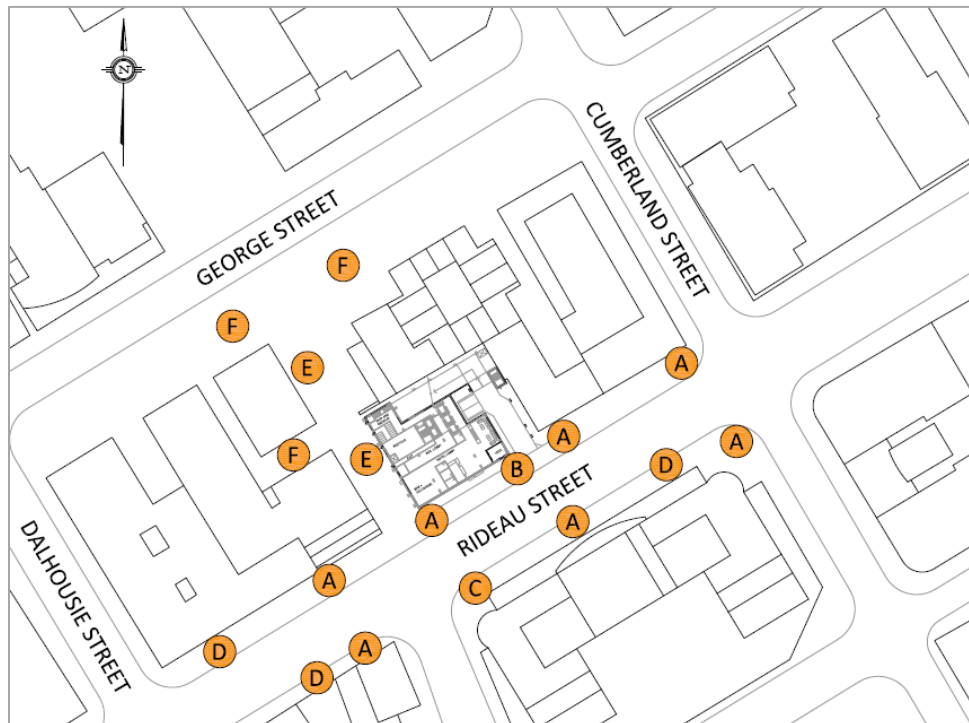 N
CUMBERLAND STREET
GEORGE STREET
F
F
E
A
F
E
A
A
D
B
A
A
RIDEAU STREET
A
C
DALHOUSIE STREET
D
A
D